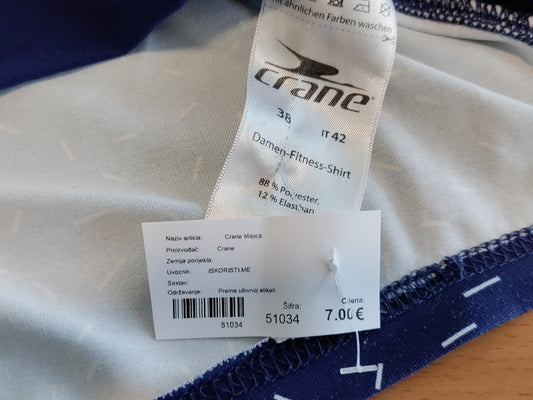 mit ähnlichen Farben waschen
crane
38 IT 42
Damen-Fitness-Shirt
88 % Polyester,
12 % Elasthan
Naziv artikla: Crane Majica
Proizvođač: Crane
Zemlja porijekla:
Uvoznik: ISKORISTI.ME
Sastav:
Održavanje: Prema ušivnoj etiketi.
Šifra: Cijena:
51034 51034 7.00€